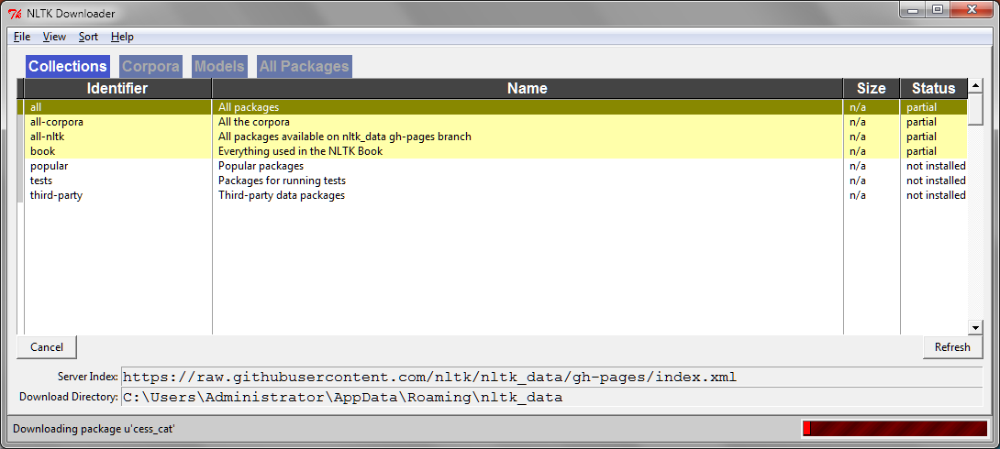 NLTK Downloader
File View Sort Help
Collections Corpora Models All Packages
Identifier Name Size Status
all All packages n/a partial
all-corpora All the corpora n/a partial
all-nltk All packages available on nltk_data gh-pages branch n/a partial
book Everything used in the NLTK Book n/a partial
popular Popular packages n/a not installed
tests Packages for running tests n/a not installed
third-party Third-party data packages n/a not installed
Cancel Refresh
Server Index: https://raw.githubusercontent.com/nltk/nltk_data/gh-pages/index.xml
Download Directory: C:\Users\Administrator\AppData\Roaming\nltk_data
Downloading package u'cess_cat'